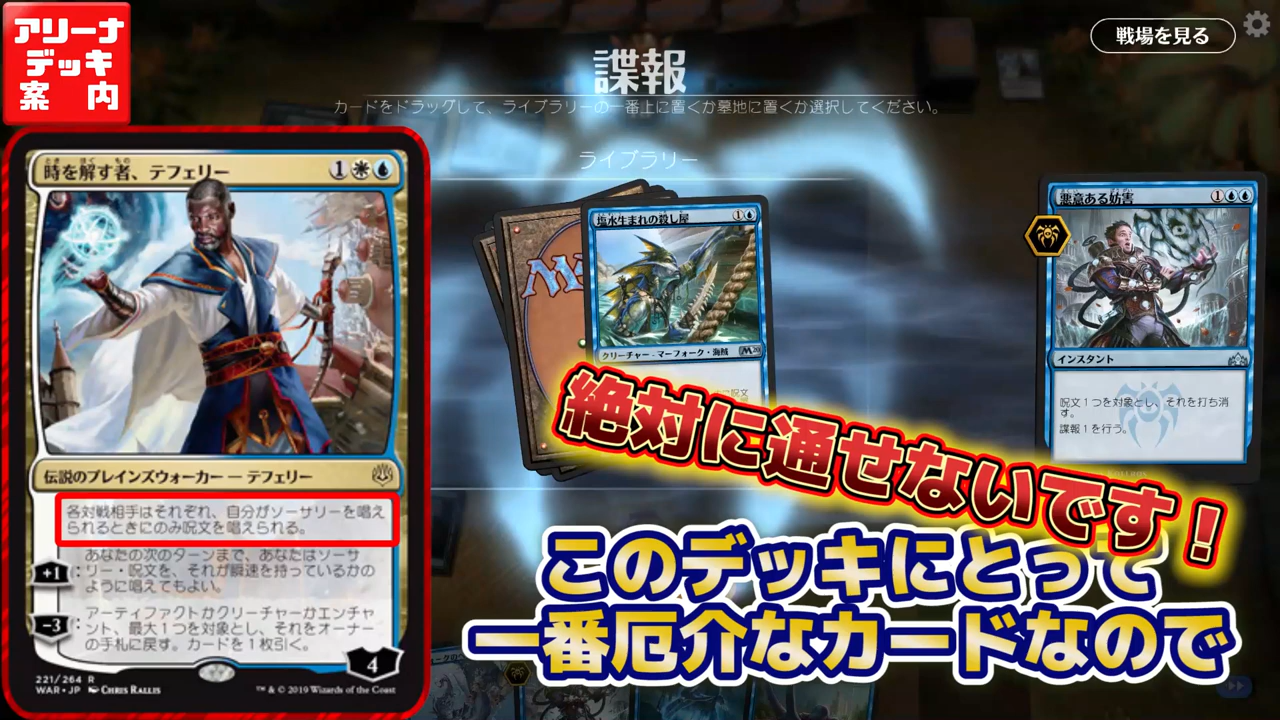 アリーナ
デッキ
案内
諜報
カードをドラッグして、ライブラリーの一番上に置くか墓地に置くか選択してください。
戦場を見る
ライブラリー
とき ほぐ もの
時を解す者、テフェリー
1
伝説のプレインズウォーカー ― テフェリー
各対戦相手はそれぞれ、自分がソーサリーを唱え
られるときにのみ呪文を唱えられる。
+1:
あなたの次のターンまで、あなたはソーサ
リー・呪文を、それが瞬速を持っているかの
ように唱えてもよい。
-3:
アーティファクトかクリーチャーかエンチャ
ント、最大1つを対象とし、それをオーナー
の手札に戻す。カードを1枚引く。
4
221/264 R
WAR • JP CHRIS RALLIS
™ & © 2019 Wizards of the Coast
塩水生まれの殺し屋
1
クリーチャー ― マーフォーク・海賊
M20
呪文
悪意ある妨害
1
インスタント
呪文1つを対象とし、それを打ち消
す。
諜報1を行う。
絶対に通せないです!
このデッキにとって
一番厄介なカードなので